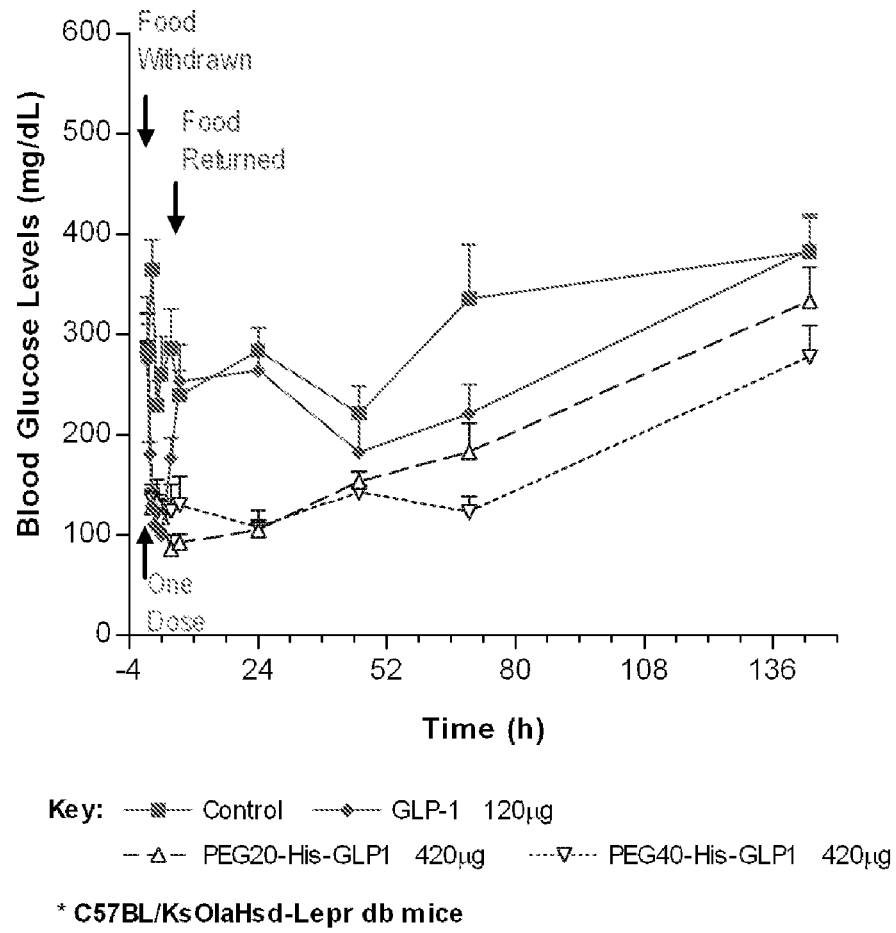 600
Food
Withdrawn
500
Food
Returned
400
300
200
100
One
Dose
0
Blood Glucose Levels (mg/dL)
-4 24 52 80 108 136
Time (h)
Key: Control GLP-1 120µg
PEG20-His-GLP1 420µg PEG40-His-GLP1 420µg
* C57BL/KsOlaHsd-Lepr db mice